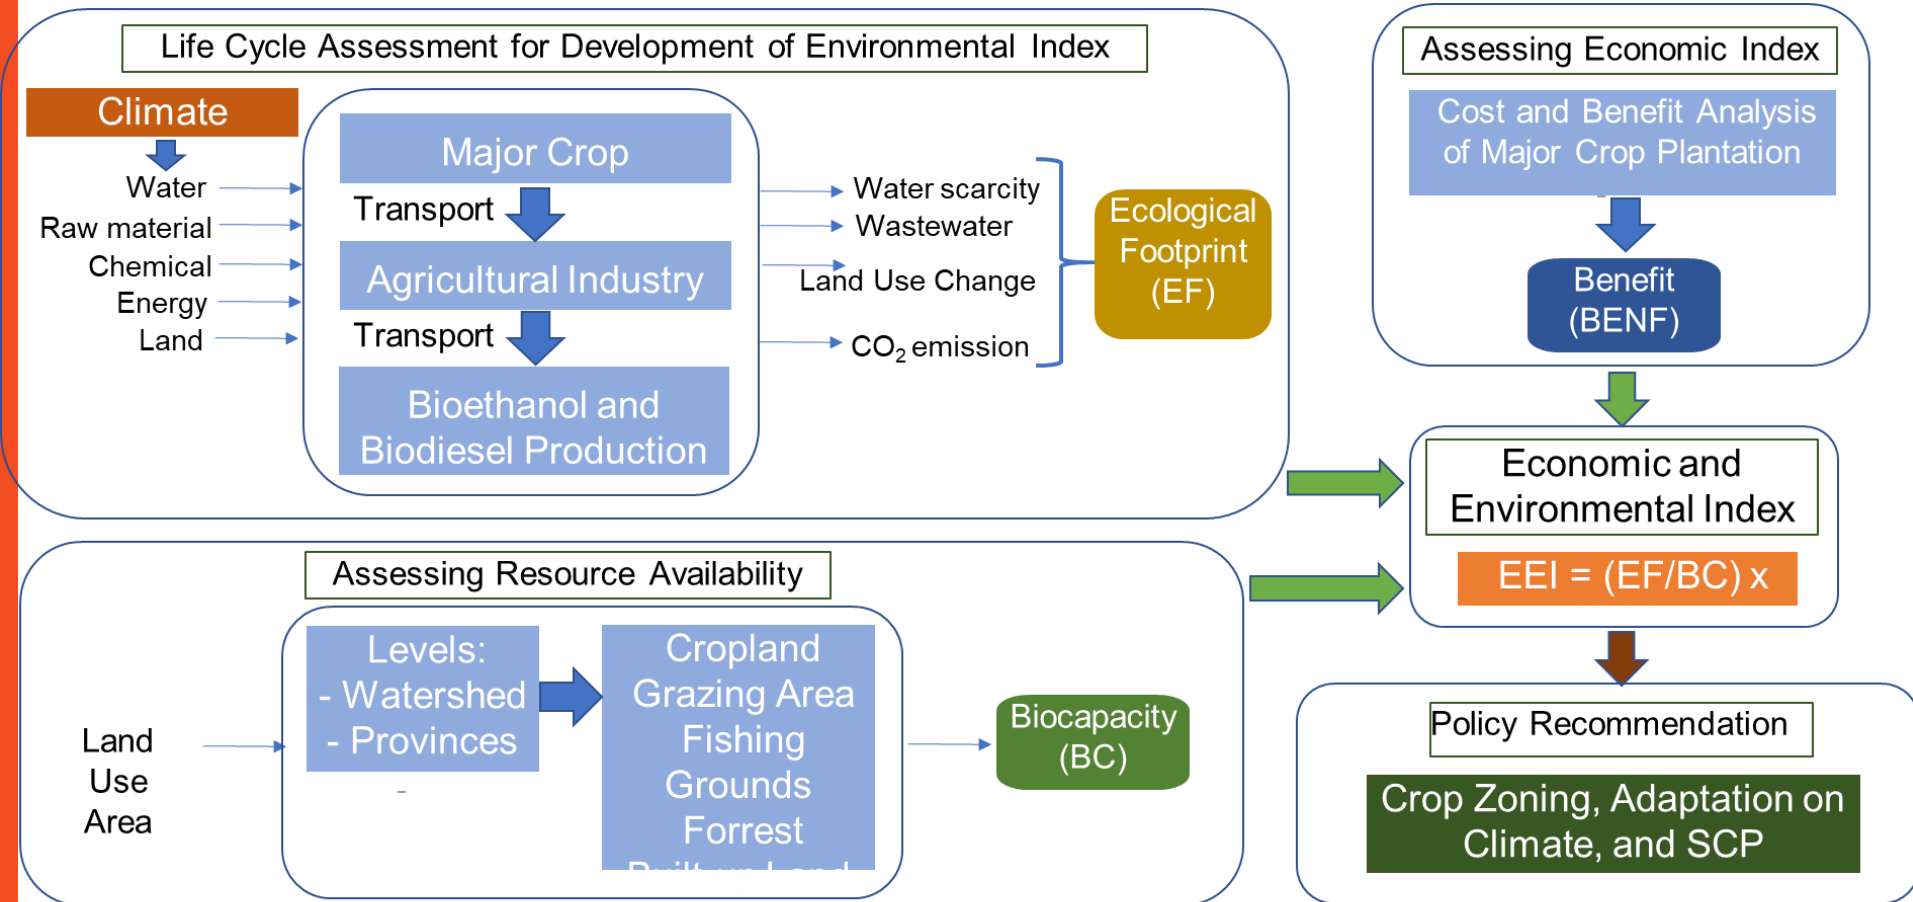 Life Cycle Assessment for Development of Environmental Index
Climate
Water
Raw material
Chemical
Energy
Land
Major Crop
Transport
Agricultural Industry
Transport
Bioethanol and
Biodiesel Production
Water scarcity
Wastewater
Land Use Change
CO₂ emission
Ecological
Footprint
(EF)
Assessing Economic Index
Cost and Benefit Analysis
of Major Crop Plantation
Benefit
(BENF)
Economic and
Environmental Index
EEI = (EF/BC) x
Assessing Resource Availability
Land
Use
Area
Levels:
- Watershed
- Provinces
-
Cropland
Grazing Area
Fishing
Grounds
Forrest
Built-up Land
Biocapacity
(BC)
Policy Recommendation
Crop Zoning, Adaptation on
Climate, and SCP